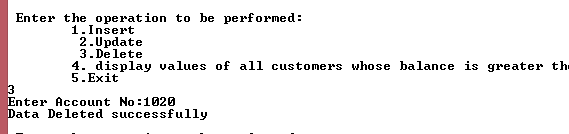 Enter the operation to be performed:
1.Insert
2.Update
3.Delete
4. display values of all customers whose balance is greater
5.Exit
3
Enter Account No:1020
Data Deleted successfully